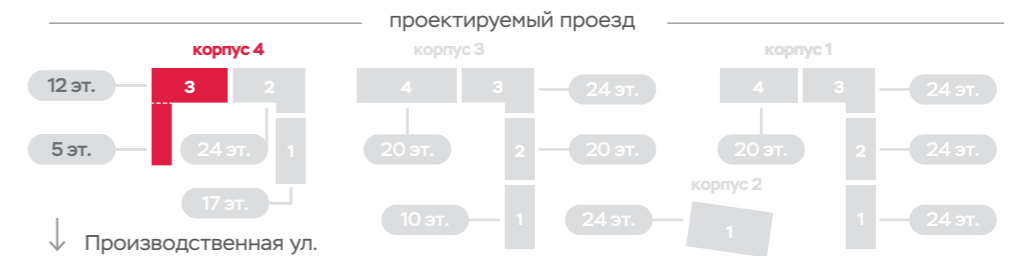 проектируемый проезд
корпус 4
корпус 3
корпус 1
12 эт.
3
2
4
3
24 эт.
4
3
24 эт.
5 эт.
24 эт.
1
20 эт.
2
20 эт.
20 эт.
2
24 эт.
корпус 2
17 эт.
10 эт.
1
24 эт.
1
1
24 эт.
Производственная ул.